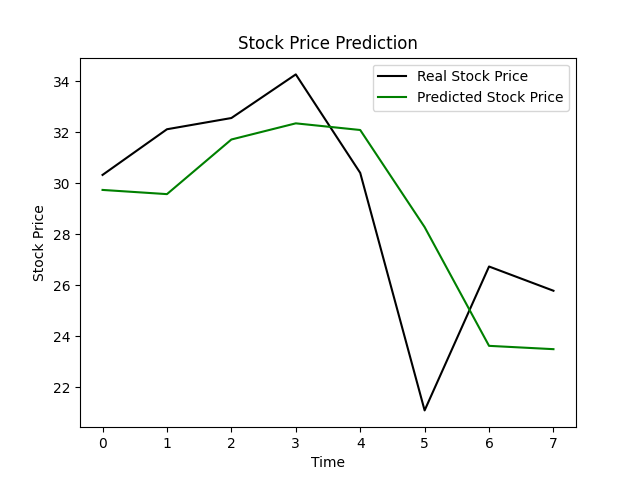 Stock Price Prediction
Real Stock Price
Predicted Stock Price
Stock Price
34
32
30
28
26
24
22
0 1 2 3 4 5 6 7
Time